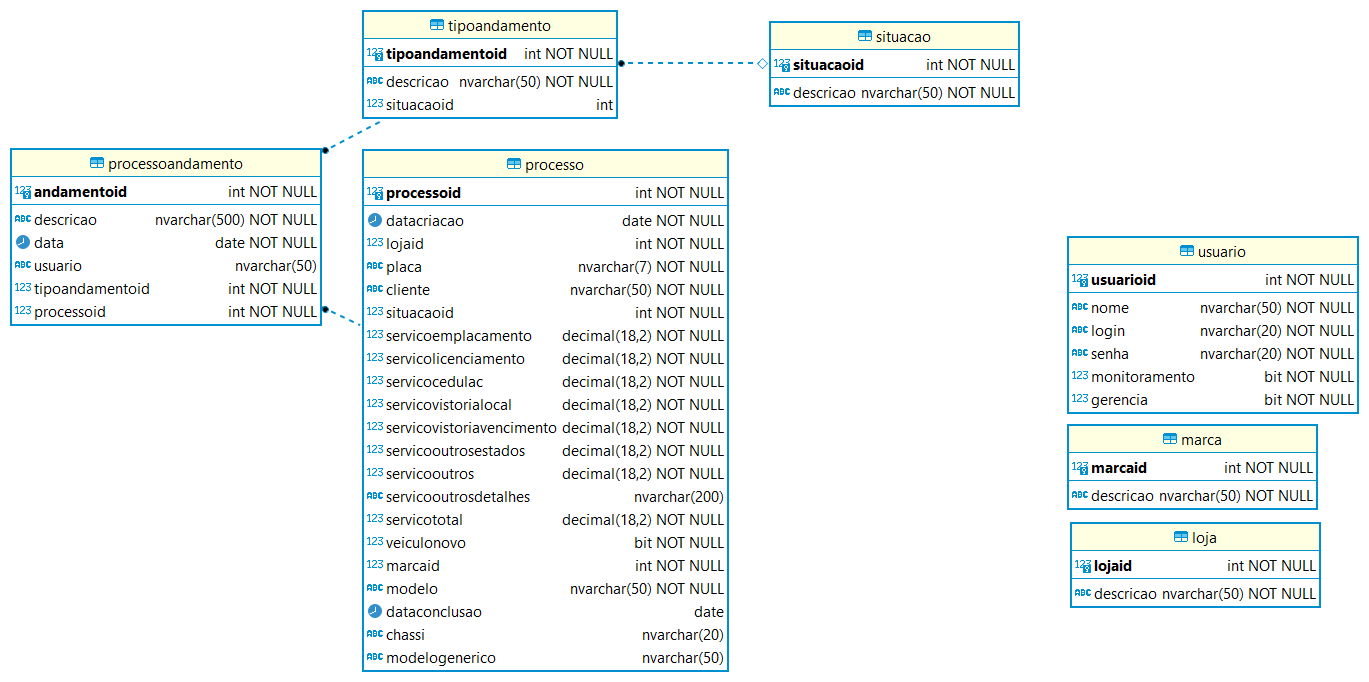 tipoandamento
123 tipoandamentoid int NOT NULL
ABC descricao nvarchar(50) NOT NULL
123 situacaoid int
situacao
123 situacaoid int NOT NULL
ABC descricao nvarchar(50) NOT NULL
processoandamento
123 andamentoid int NOT NULL
ABC descricao nvarchar(500) NOT NULL
data date NOT NULL
ABC usuario nvarchar(50)
123 tipoandamentoid int NOT NULL
123 processoid int NOT NULL
processo
123 processoid int NOT NULL
datacriacao date NOT NULL
123 lojaid int NOT NULL
ABC placa nvarchar(7) NOT NULL
ABC cliente nvarchar(50) NOT NULL
123 situacaoid int NOT NULL
123 servicoemplacamento decimal(18,2) NOT NULL
123 servicolicenciamento decimal(18,2) NOT NULL
123 servicocedulac decimal(18,2) NOT NULL
123 servicovistorialocal decimal(18,2) NOT NULL
123 servicovistoriavencimento decimal(18,2) NOT NULL
123 servicooutrosestados decimal(18,2) NOT NULL
123 servicooutros decimal(18,2) NOT NULL
ABC servicooutrosdetalhes nvarchar(200)
123 servicototal decimal(18,2) NOT NULL
123 veiculonovo bit NOT NULL
123 marcaid int NOT NULL
ABC modelo nvarchar(50) NOT NULL
dataconclusao date
ABC chassi nvarchar(20)
ABC modelogenerico nvarchar(50)
usuario
123 usuarioid int NOT NULL
ABC nome nvarchar(50) NOT NULL
ABC login nvarchar(20) NOT NULL
ABC senha nvarchar(20) NOT NULL
123 monitoramento bit NOT NULL
123 gerencia bit NOT NULL
marca
123 marcaid int NOT NULL
ABC descricao nvarchar(50) NOT NULL
loja
123 lojaid int NOT NULL
ABC descricao nvarchar(50) NOT NULL